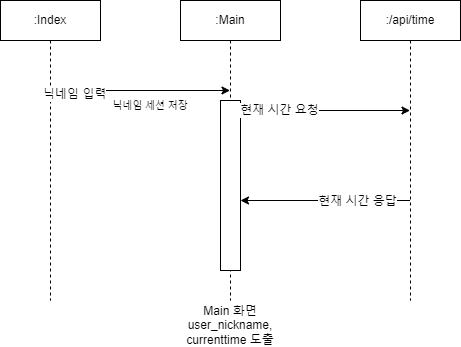 :Index
:Main
:/api/time
닉네임 입력
닉네임 세션 저장
현재 시간 요청
현재 시간 응답
Main 화면
user_nickname,
currenttime 도출